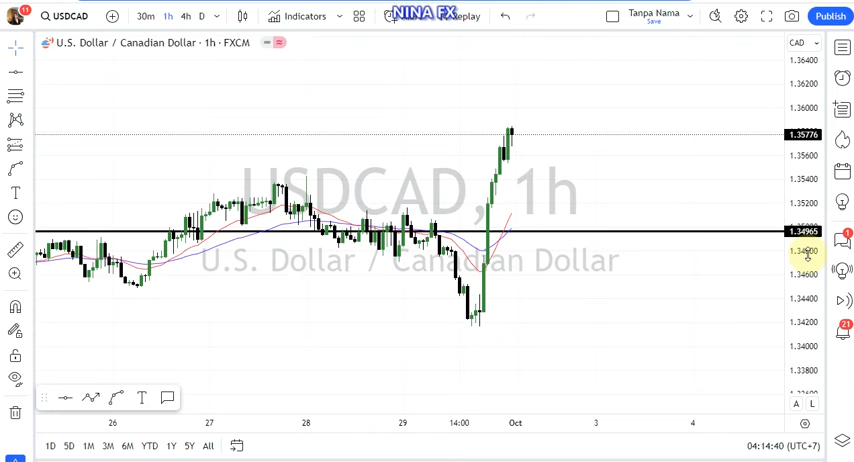 11
USDCAD
30m 1h 4h D
Indicators
NINA FX
Replay
Tanpa Nama
Save
Publish
U.S. Dollar / Canadian Dollar · 1h · FXCM
CAD
1.36400
1.36200
1.36000
1.35776
1.35600
1.35400
1.35200
1.34965
1.34600
1.34400
1.34200
1.34000
1.33800
USDCAD, 1h
U.S. Dollar / Canadian Dollar
1
21
T
A L
26 27 28 29 14:00 Oct 3 4
1D 5D 1M 3M 6M YTD 1Y 5Y All
04:14:40 (UTC+7)